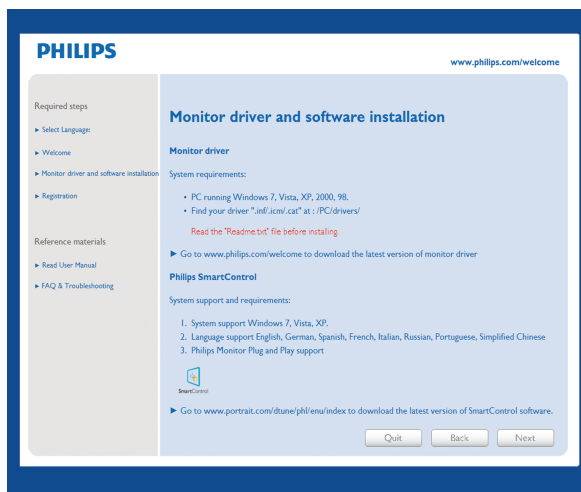 PHILIPS
www.philips.com/welcome
Required steps
► Select Language:
► Welcome
► Monitor driver and software installation
► Registration
Reference materials
► Read User Manual
► FAQ & Troubleshooting
Monitor driver and software installation
Monitor driver
System requirements:
• PC running Windows 7, Vista, XP, 2000, 98.
• Find your driver ".inf/.icm/.cat" at : /PC/drivers/
Read the "Readme.txt" file before installing
► Go to www.philips.com/welcome to download the latest version of monitor driver
Philips SmartControl
System support and requirements:
1. System support Windows 7, Vista, XP.
2. Language support English, German, Spanish, French, Italian, Russian, Portuguese, Simplified Chinese
3. Philips Monitor Plug and Play support
SmartControl
► Go to www.portrait.com/dtune/phl/enu/index to download the latest version of SmartControl software.
Quit Back Next